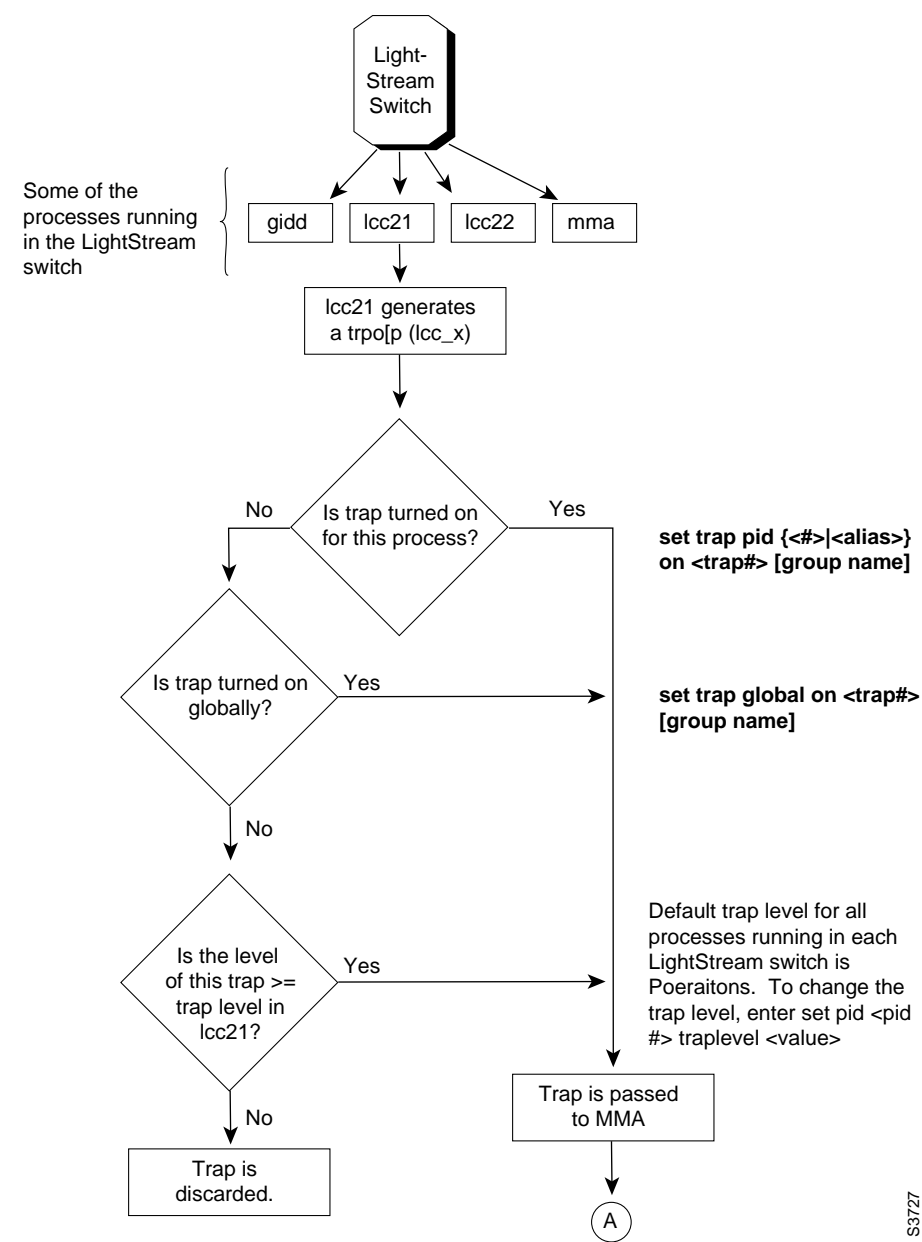 Light-
Stream
Switch
Some of the
processes running
in the LightStream
switch
gidd
lcc21
lcc22
mma
lcc21 generates
a trpo[p (lcc_x)
No
Is trap turned on
for this process?
Yes
set trap pid {<#>|<alias>}
on <trap#> [group name]
Is trap turned on
globally?
Yes
set trap global on <trap#>
[group name]
No
Is the level
of this trap >=
trap level in
lcc21?
Yes
Default trap level for all
processes running in each
LightStream switch is
Poeraitons. To change the
trap level, enter set pid <pid
#> traplevel <value>
No
Trap is passed
to MMA
Trap is
discarded.
A
S3727